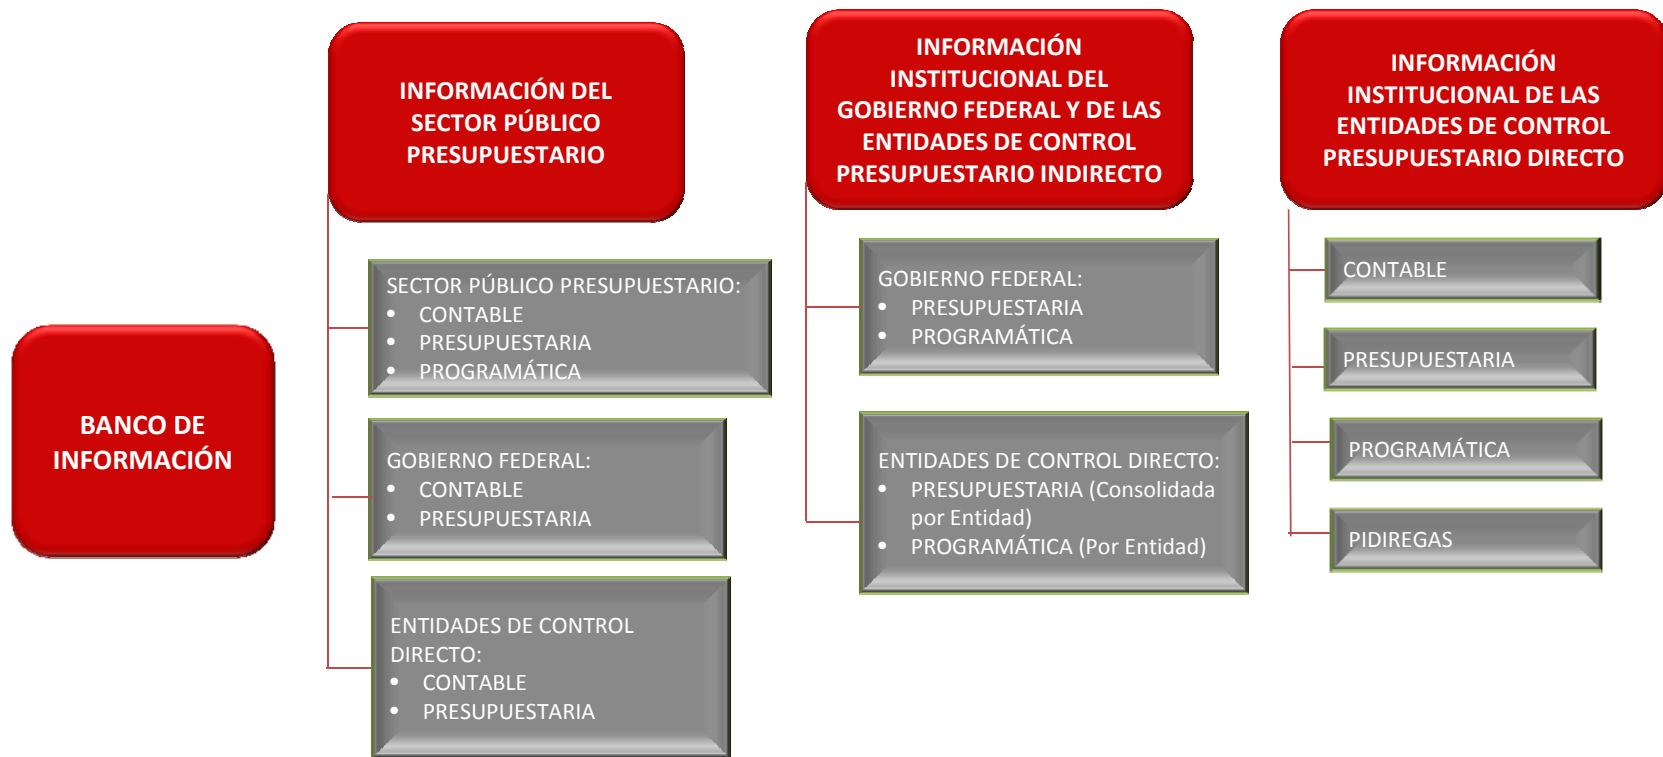 BANCO DE
INFORMACIÓN
INFORMACIÓN DEL
SECTOR PÚBLICO
PRESUPUESTARIO
SECTOR PÚBLICO PRESUPUESTARIO:
• CONTABLE
• PRESUPUESTARIA
• PROGRAMÁTICA
GOBIERNO FEDERAL:
• CONTABLE
• PRESUPUESTARIA
ENTIDADES DE CONTROL
DIRECTO:
• CONTABLE
• PRESUPUESTARIA
INFORMACIÓN
INSTITUCIONAL DEL
GOBIERNO FEDERAL Y DE LAS
ENTIDADES DE CONTROL
PRESUPUESTARIO INDIRECTO
GOBIERNO FEDERAL:
• PRESUPUESTARIA
• PROGRAMÁTICA
ENTIDADES DE CONTROL DIRECTO:
• PRESUPUESTARIA (Consolidada
por Entidad)
• PROGRAMÁTICA (Por Entidad)
INFORMACIÓN
INSTITUCIONAL DE LAS
ENTIDADES DE CONTROL
PRESUPUESTARIO DIRECTO
CONTABLE
PRESUPUESTARIA
PROGRAMÁTICA
PIDIREGAS